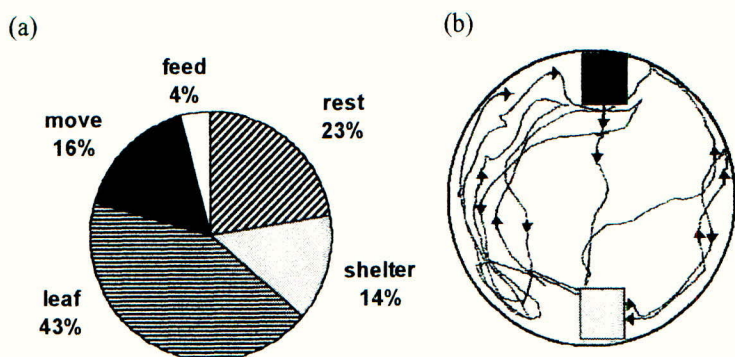 (a)
feed
4%
rest
23%
move
16%
shelter
14%
leaf
43%
(b)